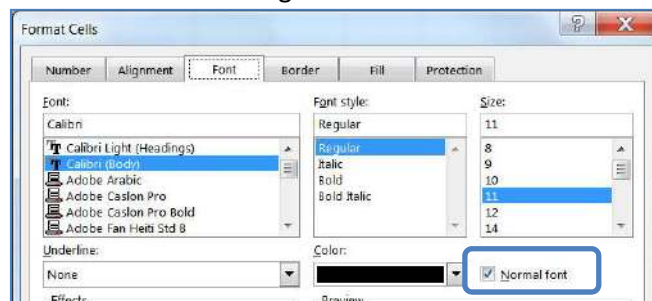 Format Cells
Number Alignment Font Border Fill Protection
Font: Font style: Size:
Calibri Regular 11
Calibri Light (Headings) Regular 8
Calibri (Body) Italic 9
Adobe Arabic Bold 10
Adobe Caslon Pro Bold Italic 11
Adobe Caslon Pro Bold 12
Adobe Fan Heiti Std B 14
Underline: Color:
None Normal font
Effects Preview